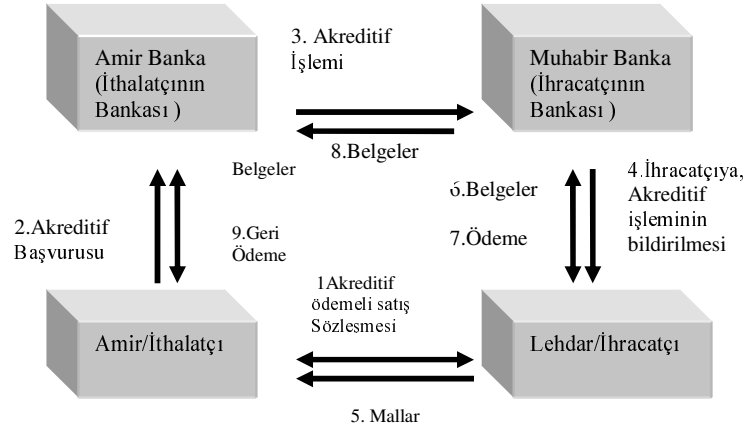 Amir Banka
(İthalatçının
Bankası )
3. Akreditif
İşlemi
Muhabir Banka
(İhracatçının
Bankası )
8.Belgeler
Belgeler
9.Geri
Ödeme
2.Akreditif
Başvurusu
6.Belgeler
7.Ödeme
4.İhracatçıya,
Akreditif
işleminin
bildirilmesi
1Akreditif
ödemeli satış
Sözleşmesi
Amir/İthalatçı
Lehdar/İhracatçı
5. Mallar